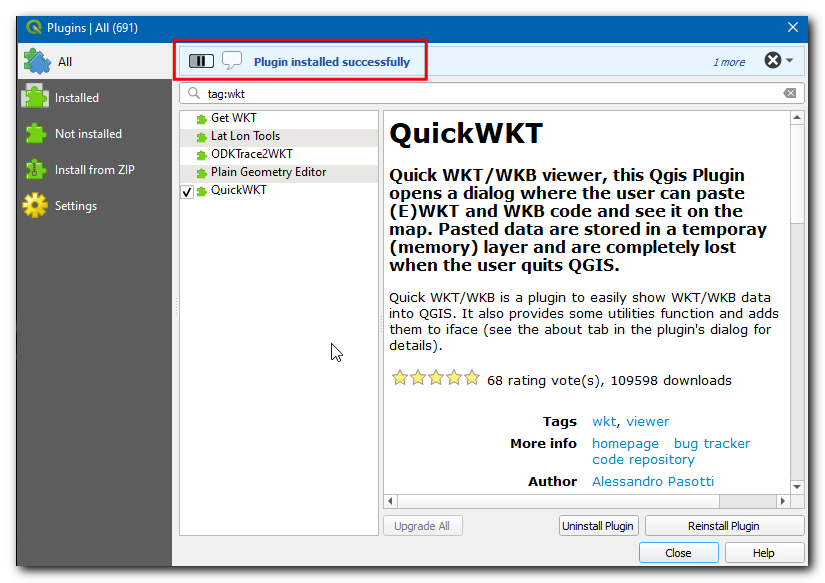 Plugins | All (691)
All
Installed
Not installed
Install from ZIP
Settings
Plugin installed successfully
1 more
tag:wkt
Get WKT
Lat Lon Tools
ODKTrace2WKT
Plain Geometry Editor
QuickWKT
QuickWKT
Quick WKT/WKB viewer, this Qgis Plugin
opens a dialog where the user can paste
(E)WKT and WKB code and see it on the
map. Pasted data are stored in a temporay
(memory) layer and are completely lost
when the user quits QGIS.
Quick WKT/WKB is a plugin to easily show WKT/WKB data
into QGIS. It also provides some utilities function and adds
them to iface (see the about tab in the plugin's dialog for
details).
68 rating vote(s), 109598 downloads
Tags wkt, viewer
More info homepage bug tracker
code repository
Author Alessandro Pasotti
Upgrade All Uninstall Plugin Reinstall Plugin
Close Help